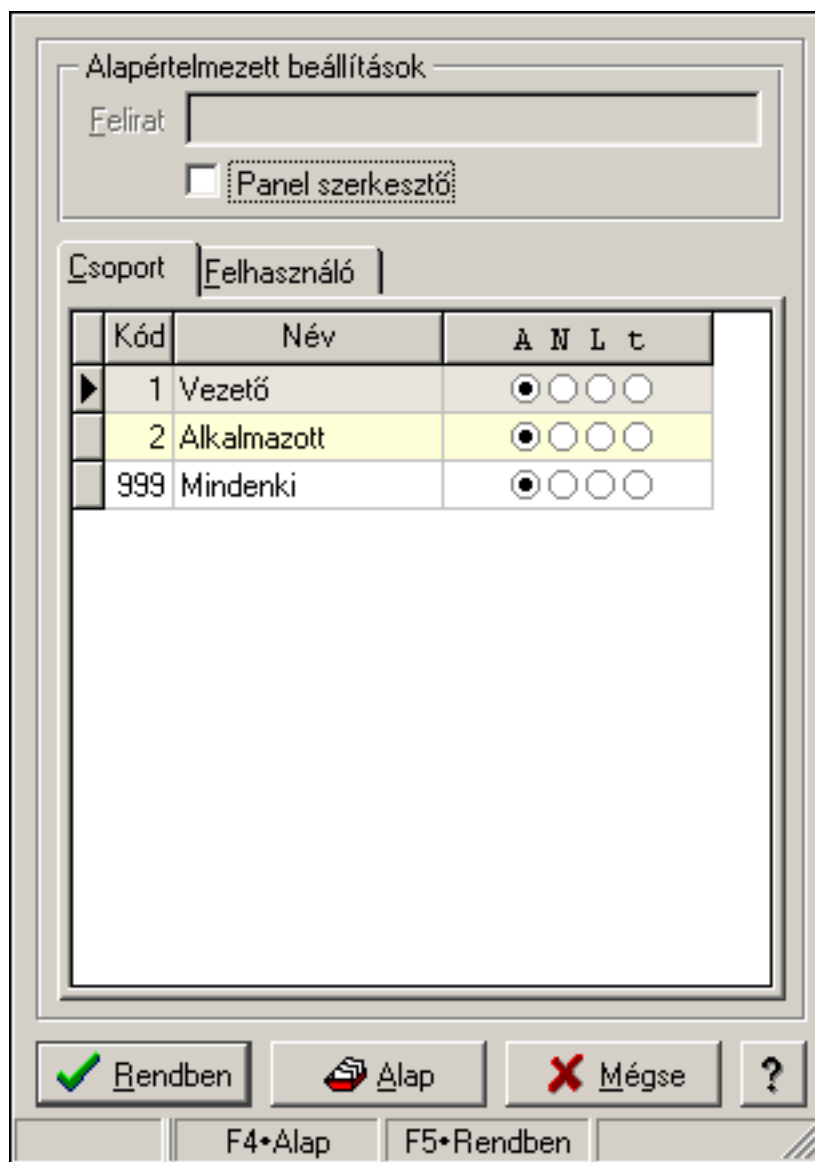 Alapértelmezett beállítások
Felirat
Panel szerkesztő
Csoport Felhasználó
Kód Név A N L t
1 Vezető
2 Alkalmazott
999 Mindenki
Rendben Alap Mégse ?
F4•Alap F5•Rendben